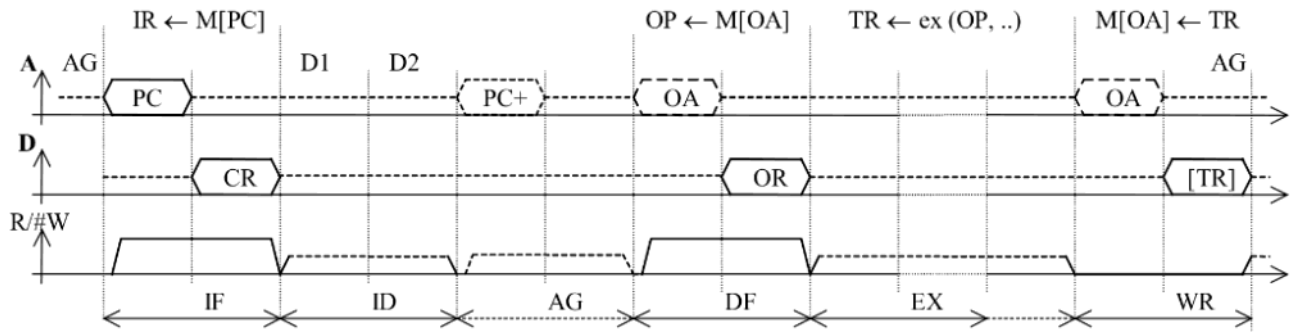 IR ← M[PC] OP ← M[OA] TR ← ex (OP, ..) M[OA] ← TR
A AG D1 D2 AG
PC PC+ OA OA
D
CR OR [TR]
R/#W
IF ID AG DF EX WR